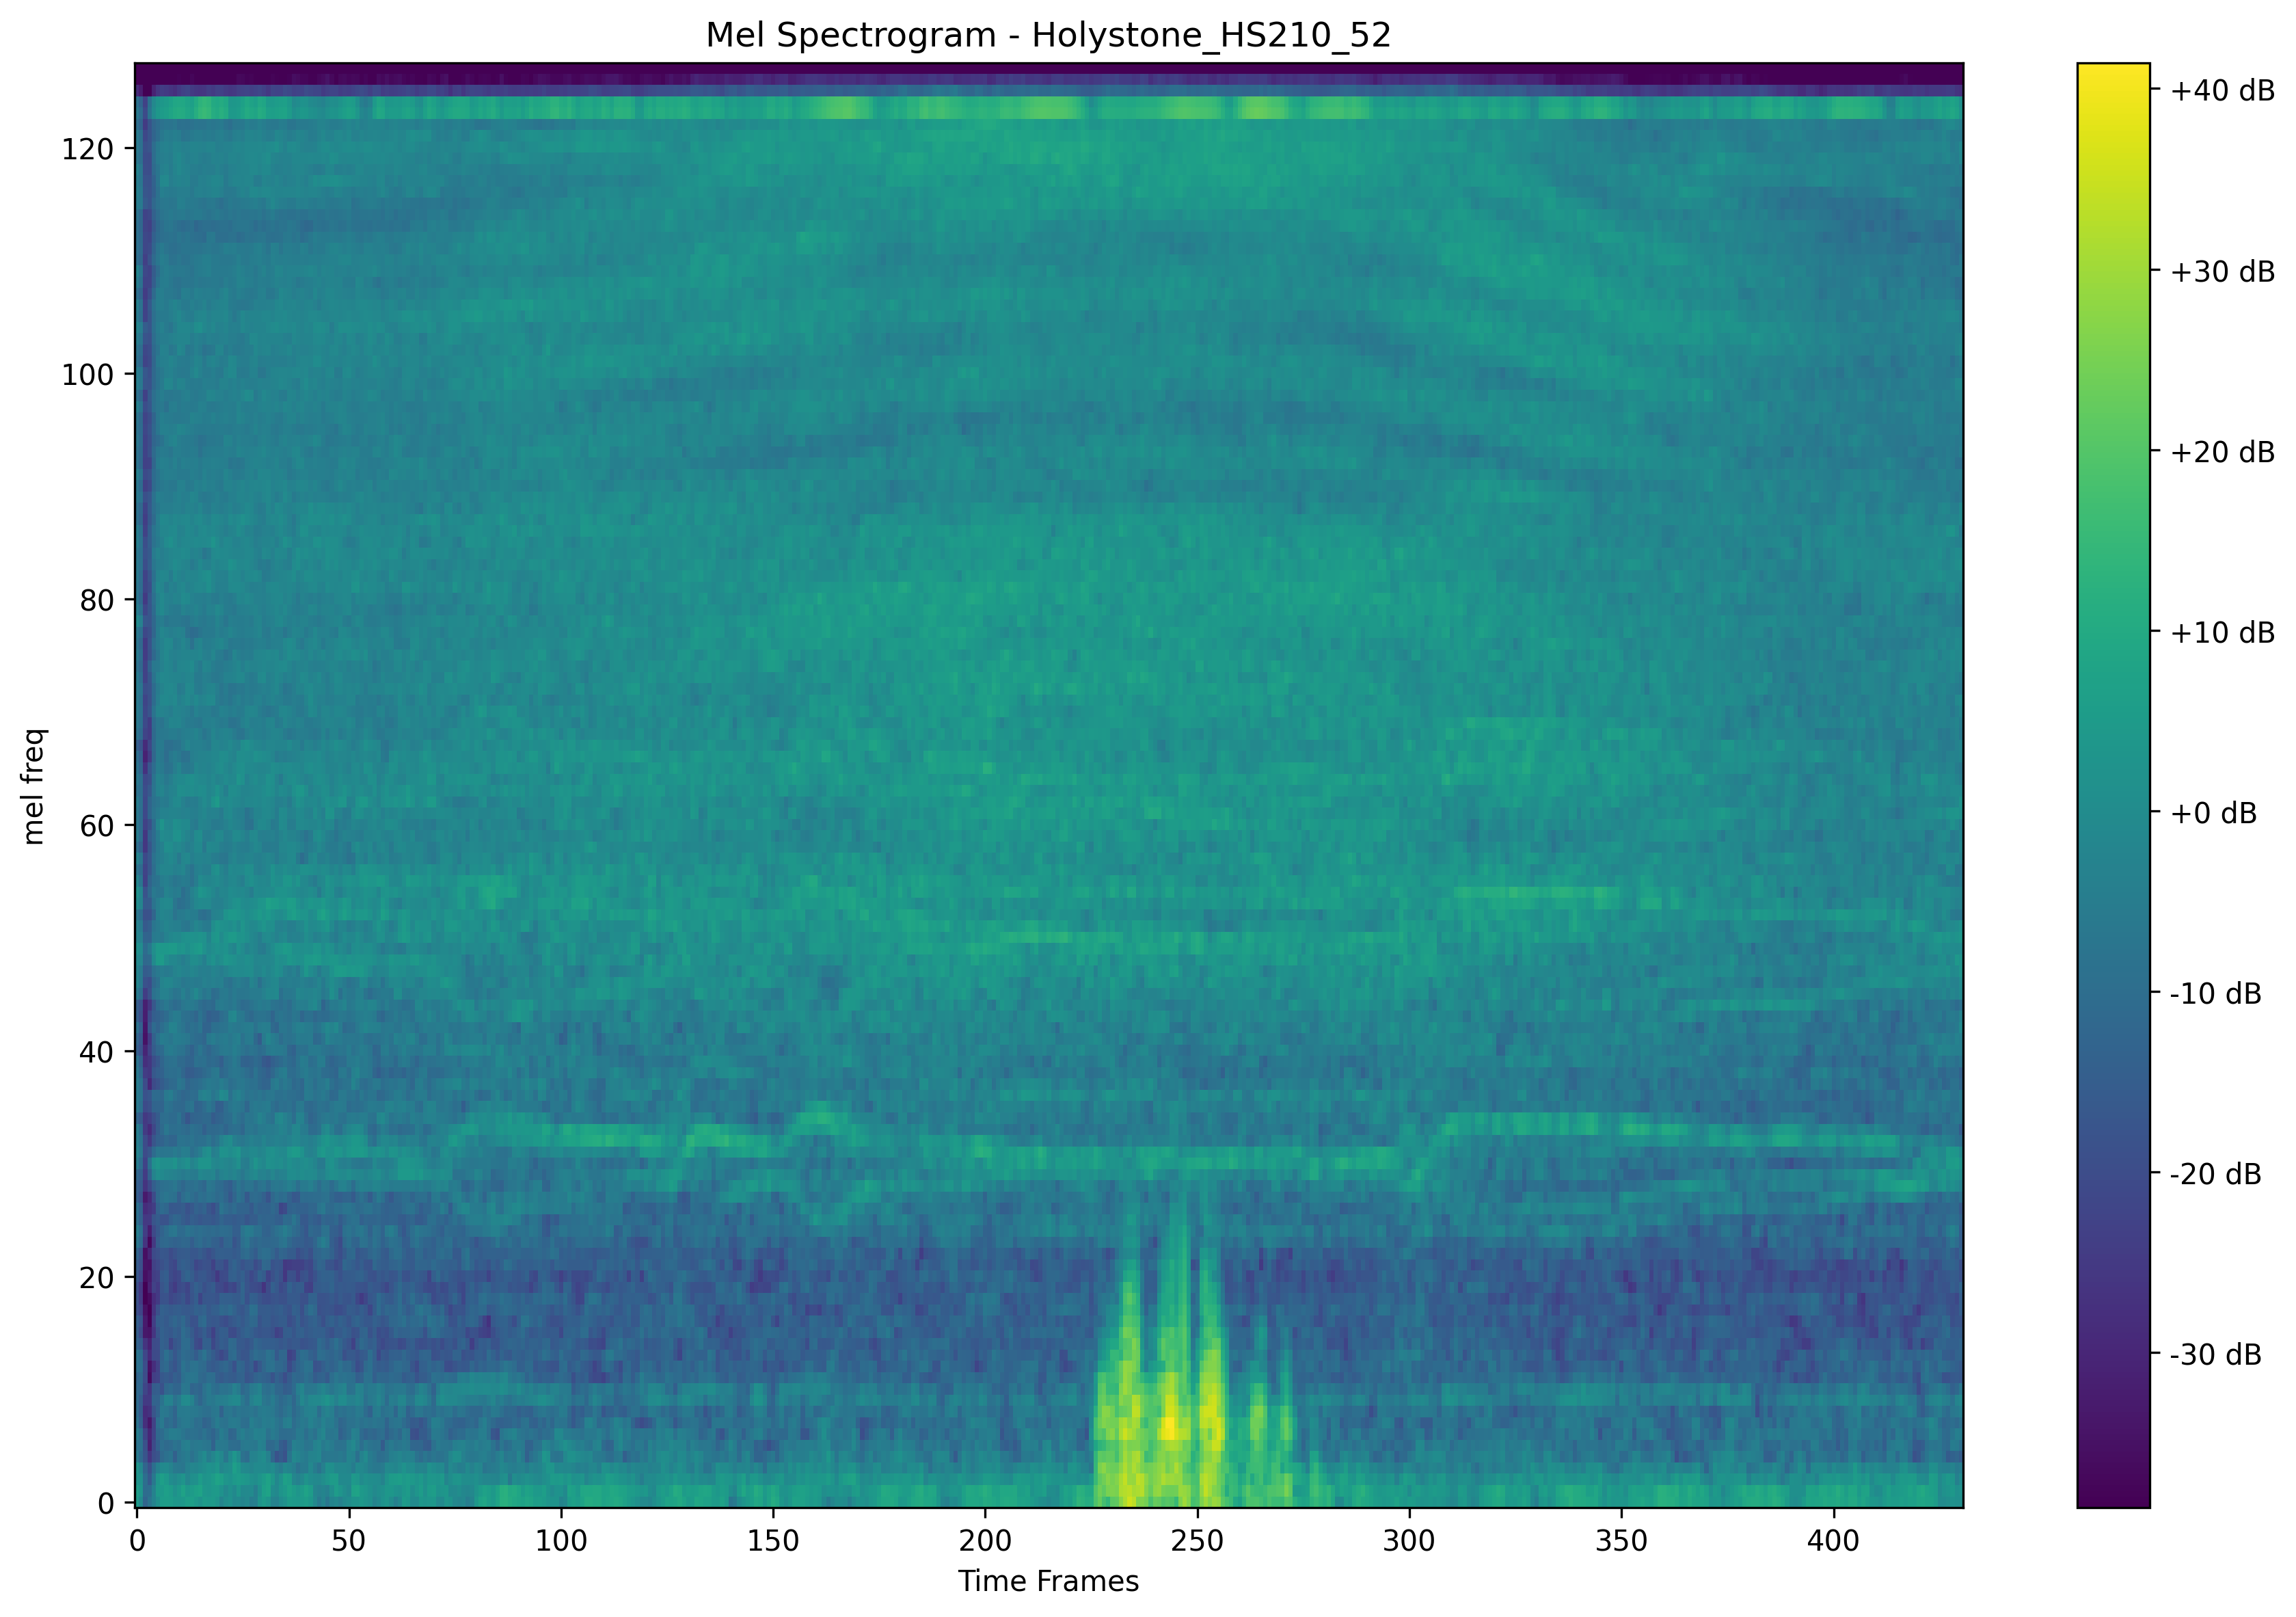 Mel Spectrogram - Holystone_HS210_52
mel freq
120
100
80
60
40
20
0
0 50 100 150 200 250 300 350 400
Time Frames
+40 dB
+30 dB
+20 dB
+10 dB
+0 dB
-10 dB
-20 dB
-30 dB